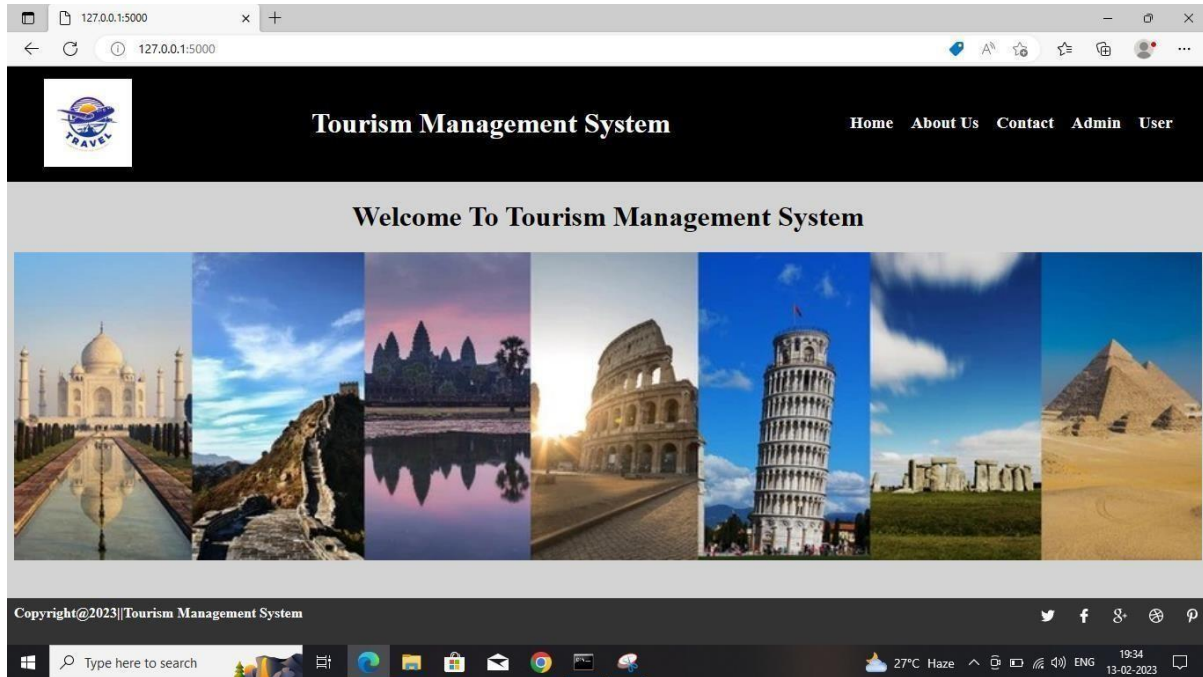 127.0.0.1:5000
127.0.0.1:5000
TRAVEL
Tourism Management System
Home About Us Contact Admin User
Welcome To Tourism Management System
Copyright@2023||Tourism Management System
Type here to search
27°C Haze
ENG
19:34
13-02-2023